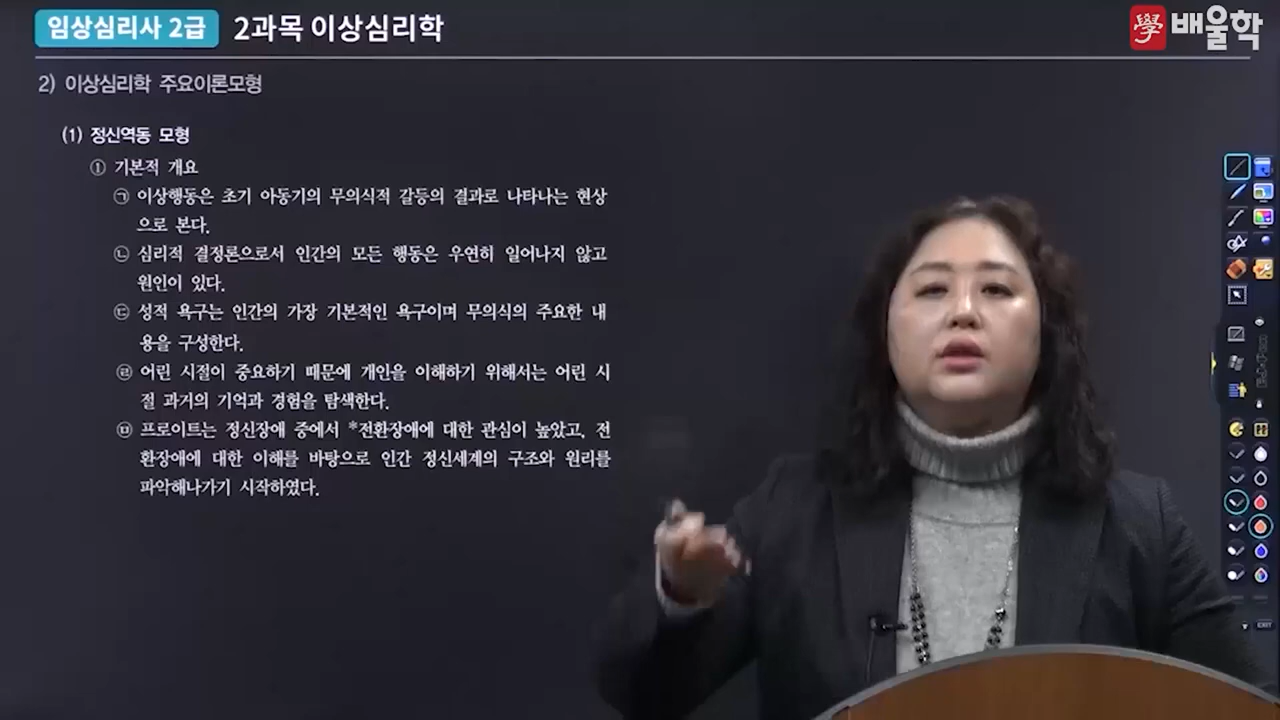 임상심리사 2급 2과목 이상심리학
學 배울학
2) 이상심리학 주요이론모형
(1) 정신역동 모형
① 기본적 개요
㉠ 이상행동은 초기 아동기의 무의식적 갈등의 결과로 나타나는 현상
으로 본다.
㉡ 심리적 결정론으로서 인간의 모든 행동은 우연히 일어나지 않고
원인이 있다.
㉢ 성적 욕구는 인간의 가장 기본적인 욕구이며 무의식의 주요한 내
용을 구성한다.
㉣ 어린 시절이 중요하기 때문에 개인을 이해하기 위해서는 어린 시
절 과거의 기억과 경험을 탐색한다.
㉤ 프로이트는 정신장애 중에서 *전환장애에 대한 관심이 높았고, 전
환장애에 대한 이해를 바탕으로 인간 정신세계의 구조와 원리를
파악해나가기 시작하였다.
EXIT